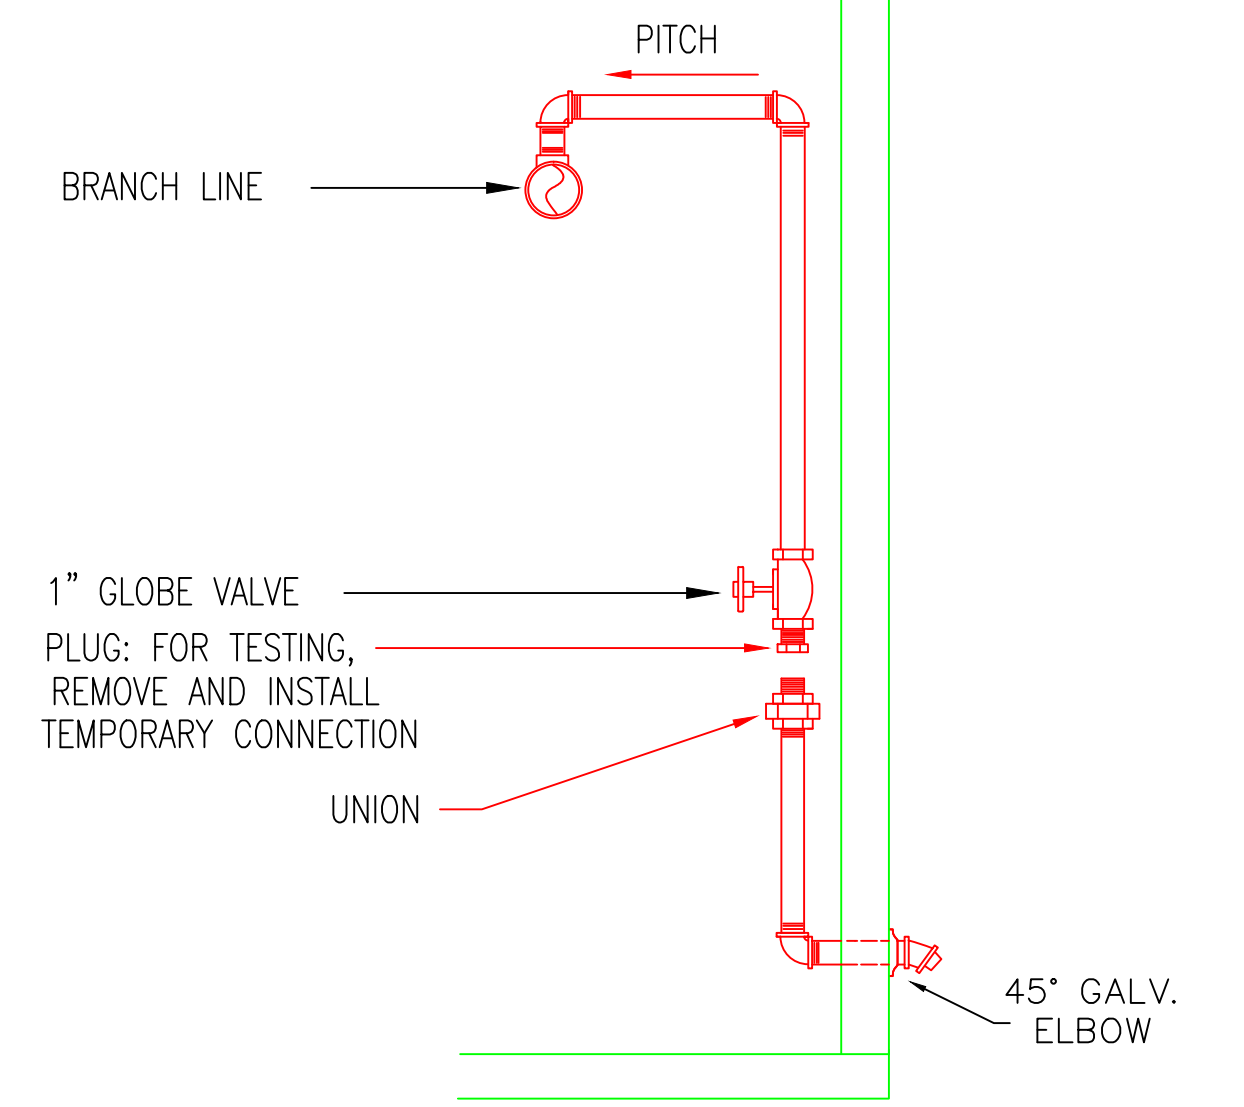 PITCH
BRANCH LINE
1” GLOBE VALVE
PLUG: FOR TESTING,
REMOVE AND INSTALL
TEMPORARY CONNECTION
UNION
45° GALV.
ELBOW